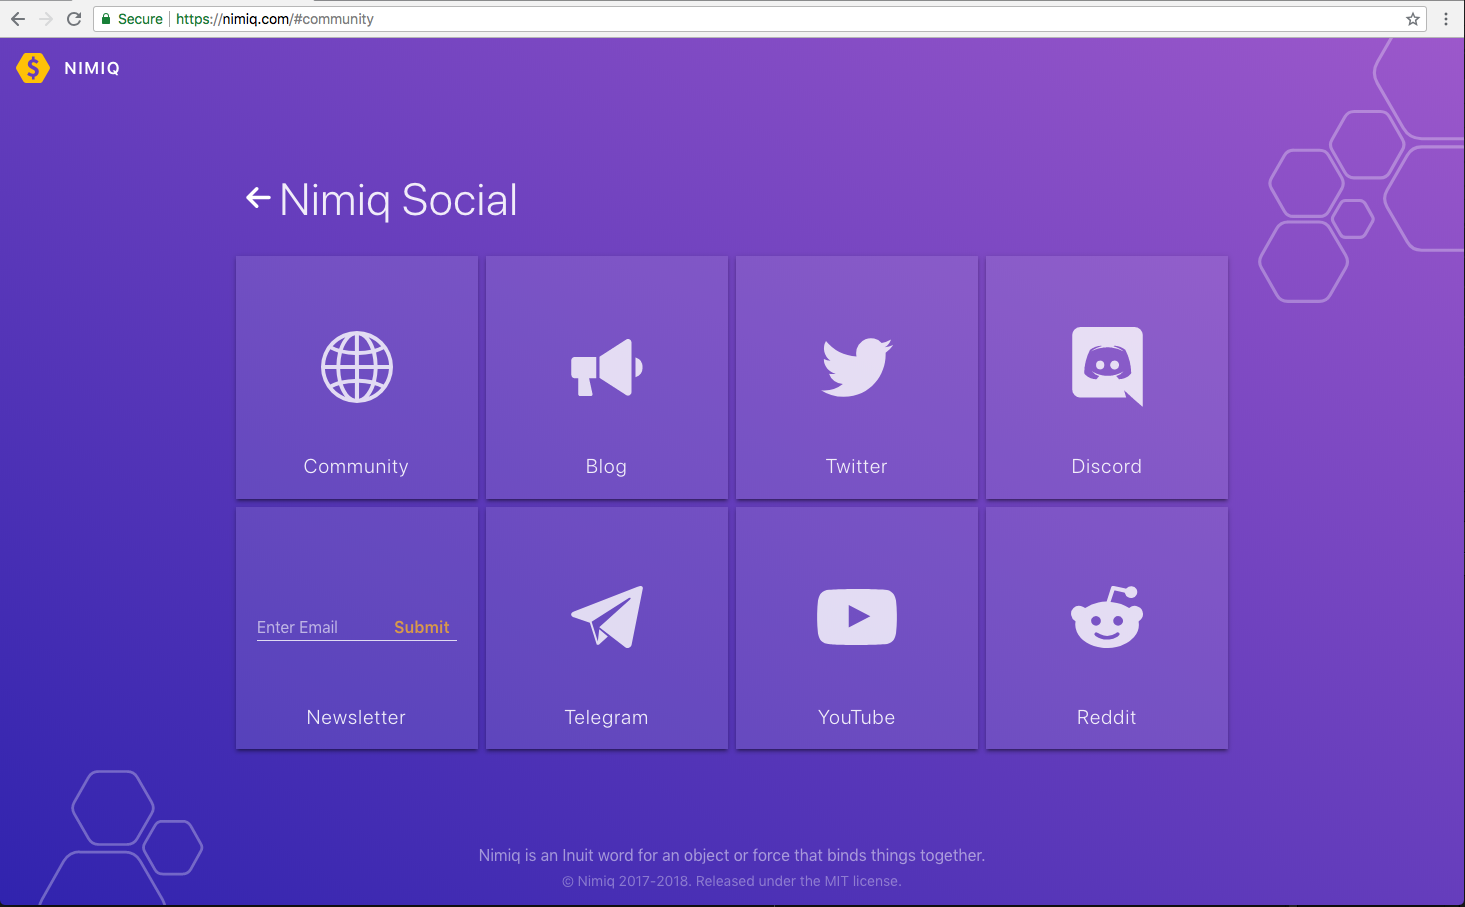 Secure https://nimiq.com/#community
NIMIQ
Nimiq Social
Community
Blog
Twitter
Discord
Enter Email Submit
Newsletter
Telegram
YouTube
Reddit
Nimiq is an Inuit word for an object or force that binds things together.
© Nimiq 2017-2018. Released under the MIT license.